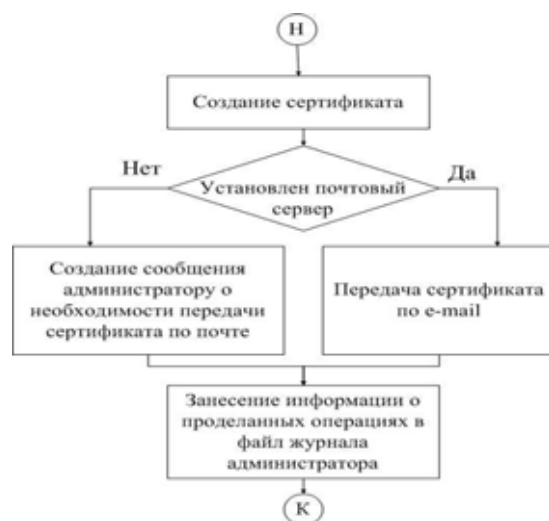 Н
Создание сертификата
Нет
Да
Установлен почтовый
сервер
Создание сообщения
администратору о
необходимости передачи
сертификата по почте
Передача сертификата
по e-mail
Занесение информации о
проделанных операциях в
файл журнала
администратора
К